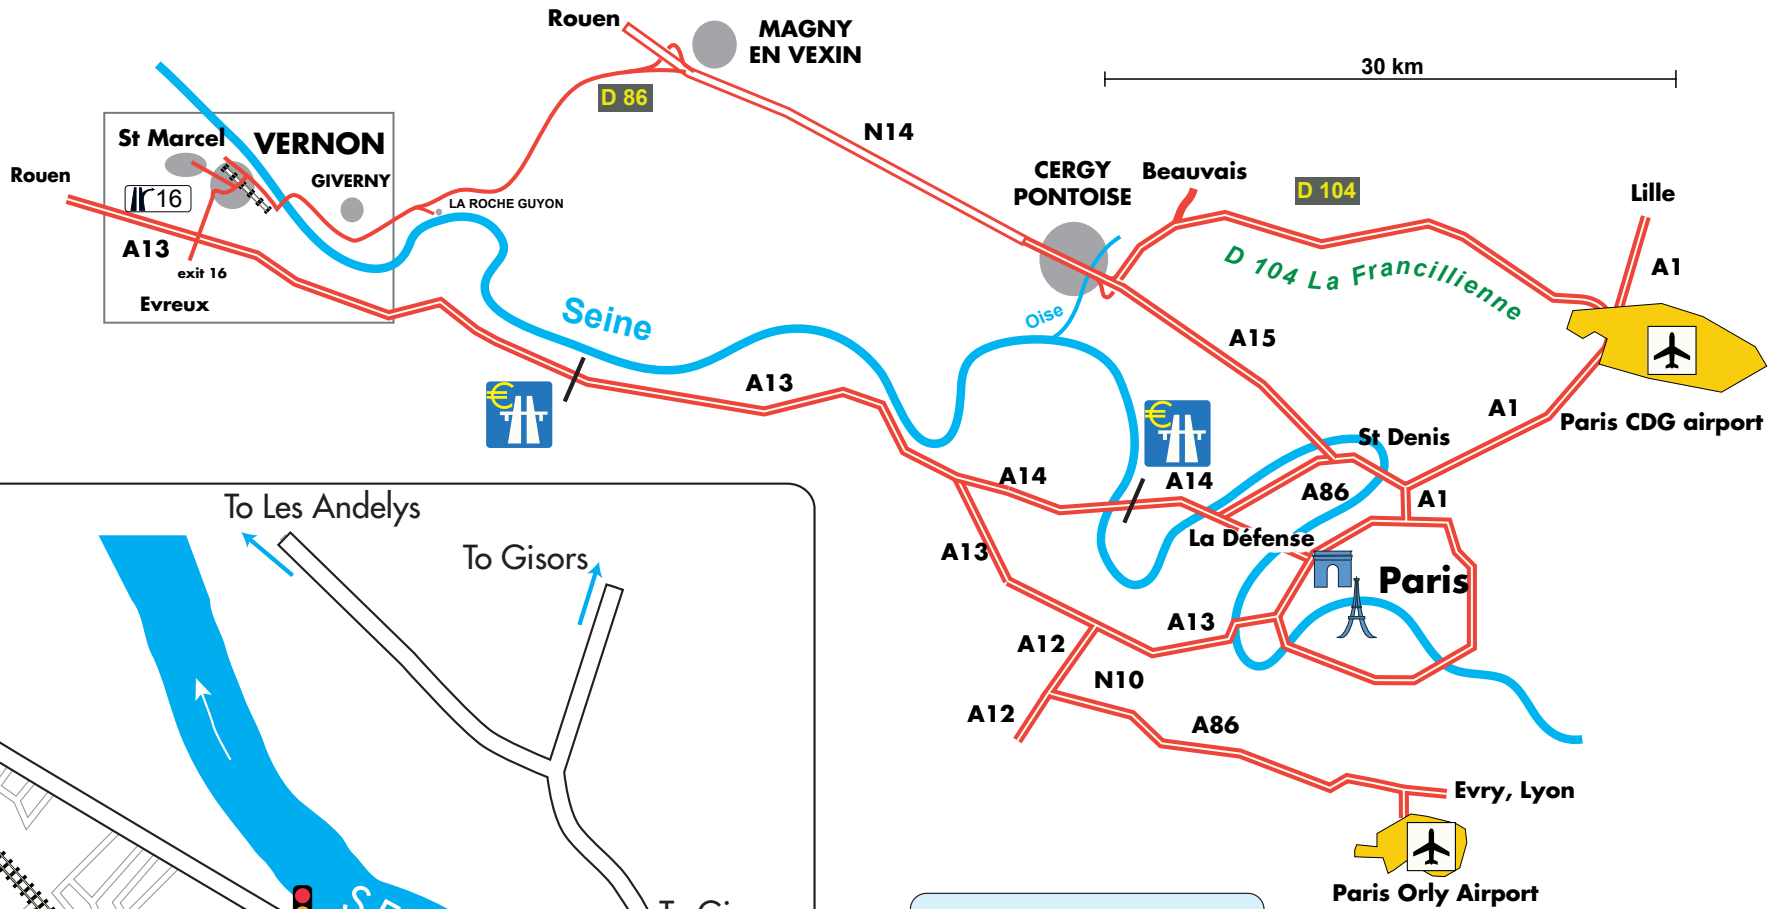 Rouen
MAGNY
EN VEXIN
30 km
D 86
N14
St Marcel
VERNON
CERGY
PONTOISE
Beauvais
D 104
Lille
Rouen
16
GIVERNY
LA ROCHE GUYON
A13
exit 16
Evreux
D 104 La Francillienne
A1
Seine
Oise
A15
€
A13
€
A1
Paris CDG airport
St Denis
A14
A14
A86
A1
To Les Andelys
La Défense
A13
To Gisors
Paris
A13
A12
N10
A12
A86
Evry, Lyon
Paris Orly Airport